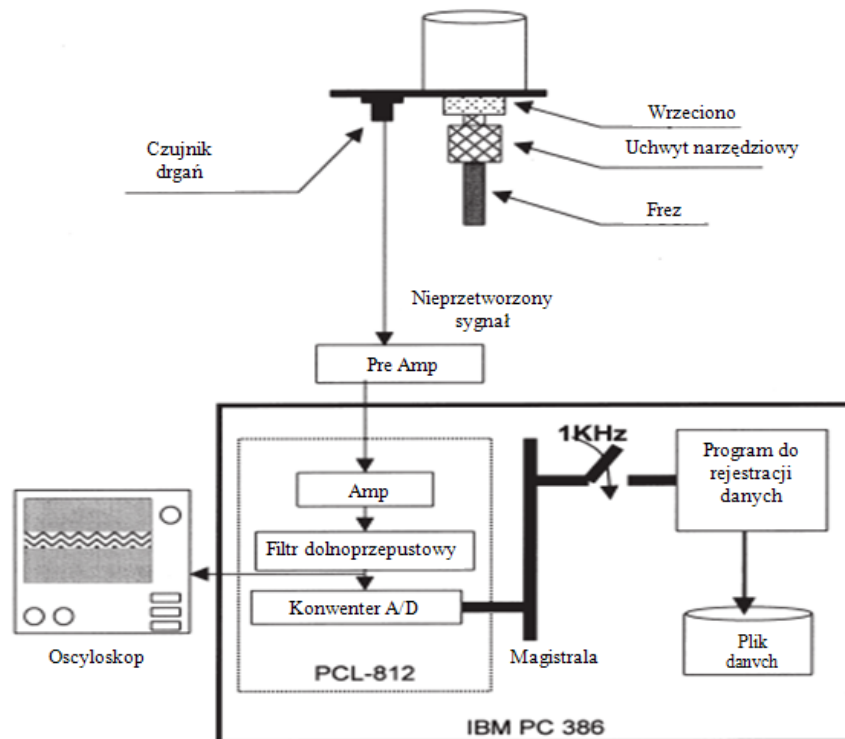 Wrzeciono
Czujnik
drgań
Uchwyt narzędziowy
Frez
Nieprzetworzony
sygnał
Pre Amp
1KHz
Program do
rejestracji
danych
Amp
Filtr dolnoprzepustowy
Konwenter A/D
Oscyloskop
PCL-812
Magistrala
Plik
danych
IBM PC 386